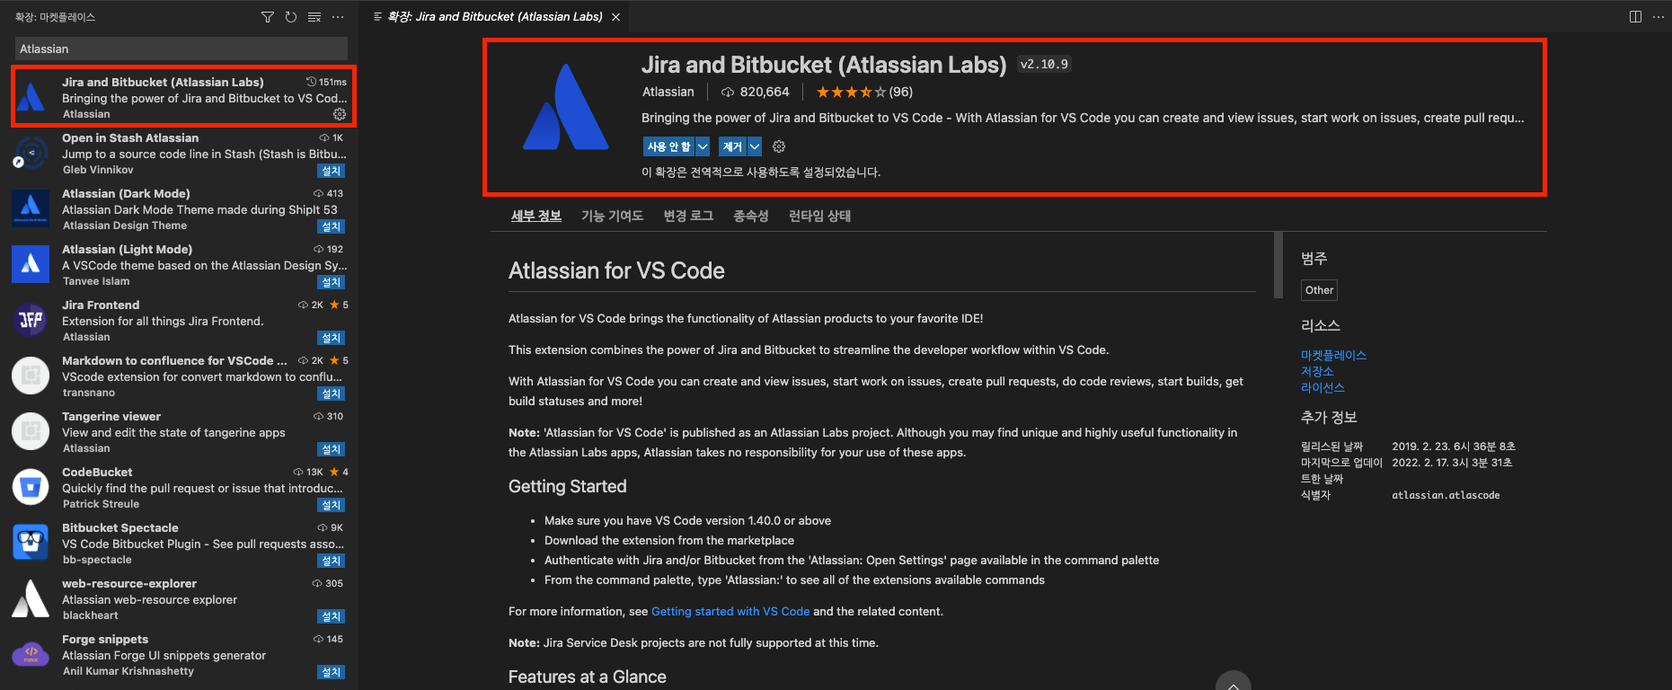 확장: 마켓플레이스
Atlassian
Jira and Bitbucket (Atlassian Labs) 151ms
Bringing the power of Jira and Bitbucket to VS Cod...
Atlassian
Open in Stash Atlassian 1K
Jump to a source code line in Stash (Stash is Bitbu...
Gleb Vinnikov 설치
Atlassian (Dark Mode) 413
Atlassian Dark Mode Theme made during ShipIt 53
Atlassian Design Theme 설치
Atlassian (Light Mode) 192
A VSCode theme based on the Atlassian Design Sy...
Tanvee Islam 설치
Jira Frontend 2K ★ 5
Extension for all things Jira Frontend.
Atlassian 설치
JFP
Markdown to confluence for VSCode ... 2K ★ 5
VScode extension for convert markdown to conflu...
transnano 설치
Tangerine viewer 310
View and edit the state of tangerine apps
Atlassian 설치
CodeBucket 13K ★ 4
Quickly find the pull request or issue that introduc...
Patrick Streule 설치
Bitbucket Spectacle 9K
VS Code Bitbucket Plugin - See pull requests asso...
bb-spectacle 설치
web-resource-explorer 305
Atlassian web-resource explorer
blackheart 설치
Forge snippets 145
Atlassian Forge UI snippets generator
Anil Kumar Krishnashetty 설치
FORGE
확장: Jira and Bitbucket (Atlassian Labs)
Jira and Bitbucket (Atlassian Labs) v2.10.9
Atlassian 820,664 ★★★★☆(96)
Bringing the power of Jira and Bitbucket to VS Code - With Atlassian for VS Code you can create and view issues, start work on issues, create pull requ...
사용 안 함 제거
이 확장은 전역적으로 사용하도록 설정되었습니다.
세부 정보 기능 기여도 변경 로그 종속성 런타임 상태
Atlassian for VS Code
Atlassian for VS Code brings the functionality of Atlassian products to your favorite IDE!
This extension combines the power of Jira and Bitbucket to streamline the developer workflow within VS Code.
With Atlassian for VS Code you can create and view issues, start work on issues, create pull requests, do code reviews, start builds, get
build statuses and more!
Note: 'Atlassian for VS Code' is published as an Atlassian Labs project. Although you may find unique and highly useful functionality in
the Atlassian Labs apps, Atlassian takes no responsibility for your use of these apps.
Getting Started
• Make sure you have VS Code version 1.40.0 or above
• Download the extension from the marketplace
• Authenticate with Jira and/or Bitbucket from the 'Atlassian: Open Settings' page available in the command palette
• From the command palette, type 'Atlassian:' to see all of the extensions available commands
For more information, see Getting started with VS Code and the related content.
Note: Jira Service Desk projects are not fully supported at this time.
Features at a Glance
범주
Other
리소스
마켓플레이스
저장소
라이선스
추가 정보
릴리스된 날짜 2019. 2. 23. 6시 36분 8초
마지막으로 업데이 2022. 2. 17. 3시 3분 31초
트한 날짜
식별자 atlassian.atlascode